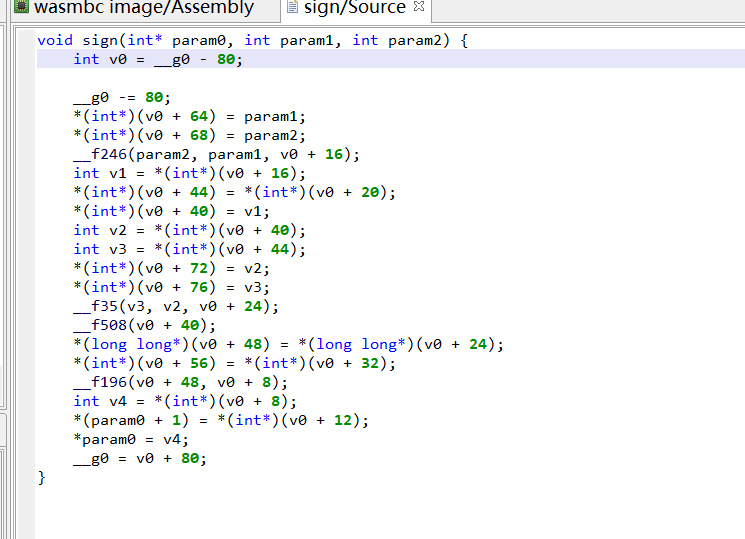 wasmbc image/Assembly
sign/Source
void sign(int* param0, int param1, int param2) {
    int v0 = __g0 - 80;

    __g0 -= 80;
    *(int*)(v0 + 64) = param1;
    *(int*)(v0 + 68) = param2;
    __f246(param2, param1, v0 + 16);
    int v1 = *(int*)(v0 + 16);
    *(int*)(v0 + 44) = *(int*)(v0 + 20);
    *(int*)(v0 + 40) = v1;
    int v2 = *(int*)(v0 + 40);
    int v3 = *(int*)(v0 + 44);
    *(int*)(v0 + 72) = v2;
    *(int*)(v0 + 76) = v3;
    __f35(v3, v2, v0 + 24);
    __f508(v0 + 40);
    *(long long*)(v0 + 48) = *(long long*)(v0 + 24);
    *(int*)(v0 + 56) = *(int*)(v0 + 32);
    __f196(v0 + 48, v0 + 8);
    int v4 = *(int*)(v0 + 8);
    *(param0 + 1) = *(int*)(v0 + 12);
    *param0 = v4;
    __g0 = v0 + 80;
}